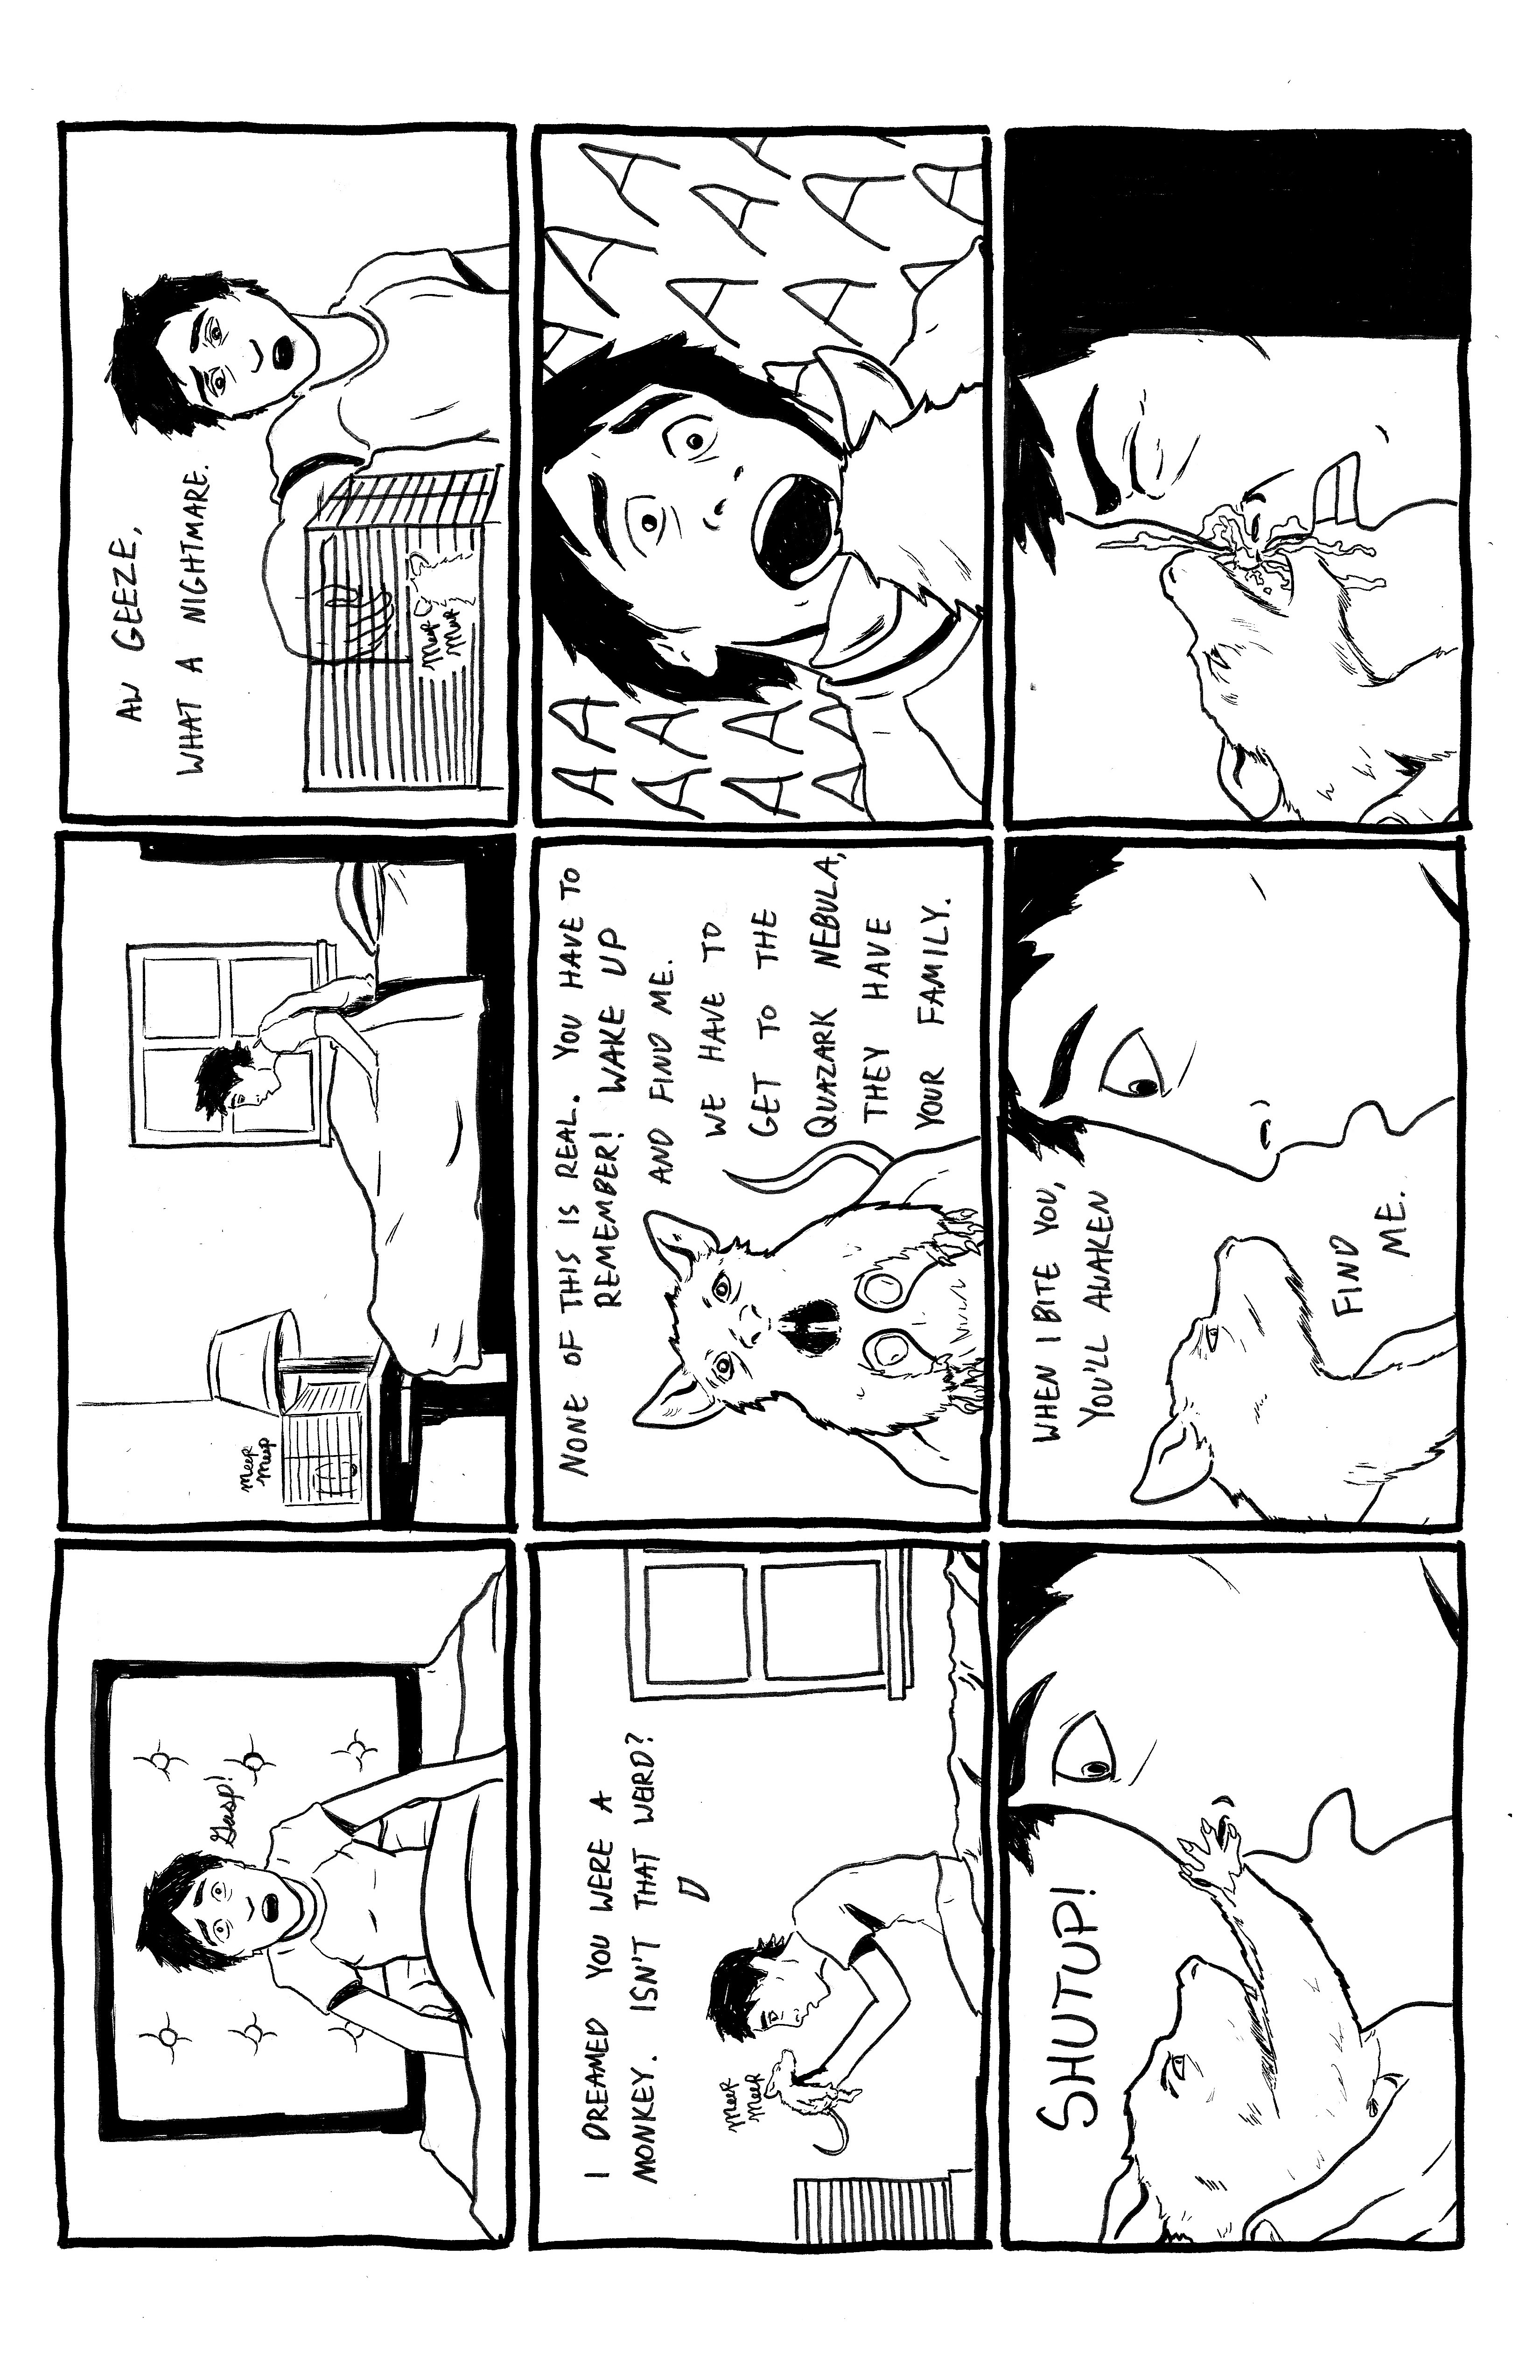 Gasp!
meep
meep
AW GEEZE,
WHAT A NIGHTMARE.
meep
meep
I DREAMED YOU WERE A
MONKEY. ISN'T THAT WEIRD?
meep
meep
NONE OF THIS IS REAL. YOU HAVE TO
REMEMBER! WAKE UP
AND FIND ME.
WE HAVE TO
GET TO THE
QUAZARK NEBULA,
THEY HAVE
YOUR FAMILY.
AA AAA
AA AAA
AA AAA
AA AA
SHUTUP!
WHEN I BITE YOU,
YOU'LL AWAKEN
FIND
ME.